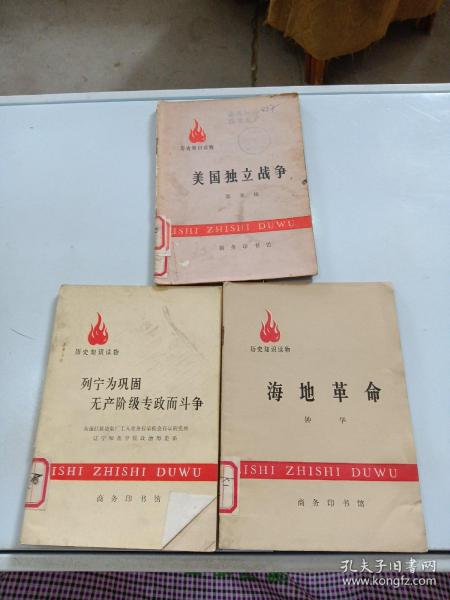 历史知识读物
美国独立战争
ISHI ZHISHI DUWU
商务印书馆
历史知识读物
列宁为巩固
无产阶级专政而斗争
ISHI ZHISHI DUWU
商务印书馆
历史知识读物
海地革命
钟华
ISHI ZHISHI DUWU
商务印书馆
孔夫子旧书网
www.kongfz.com